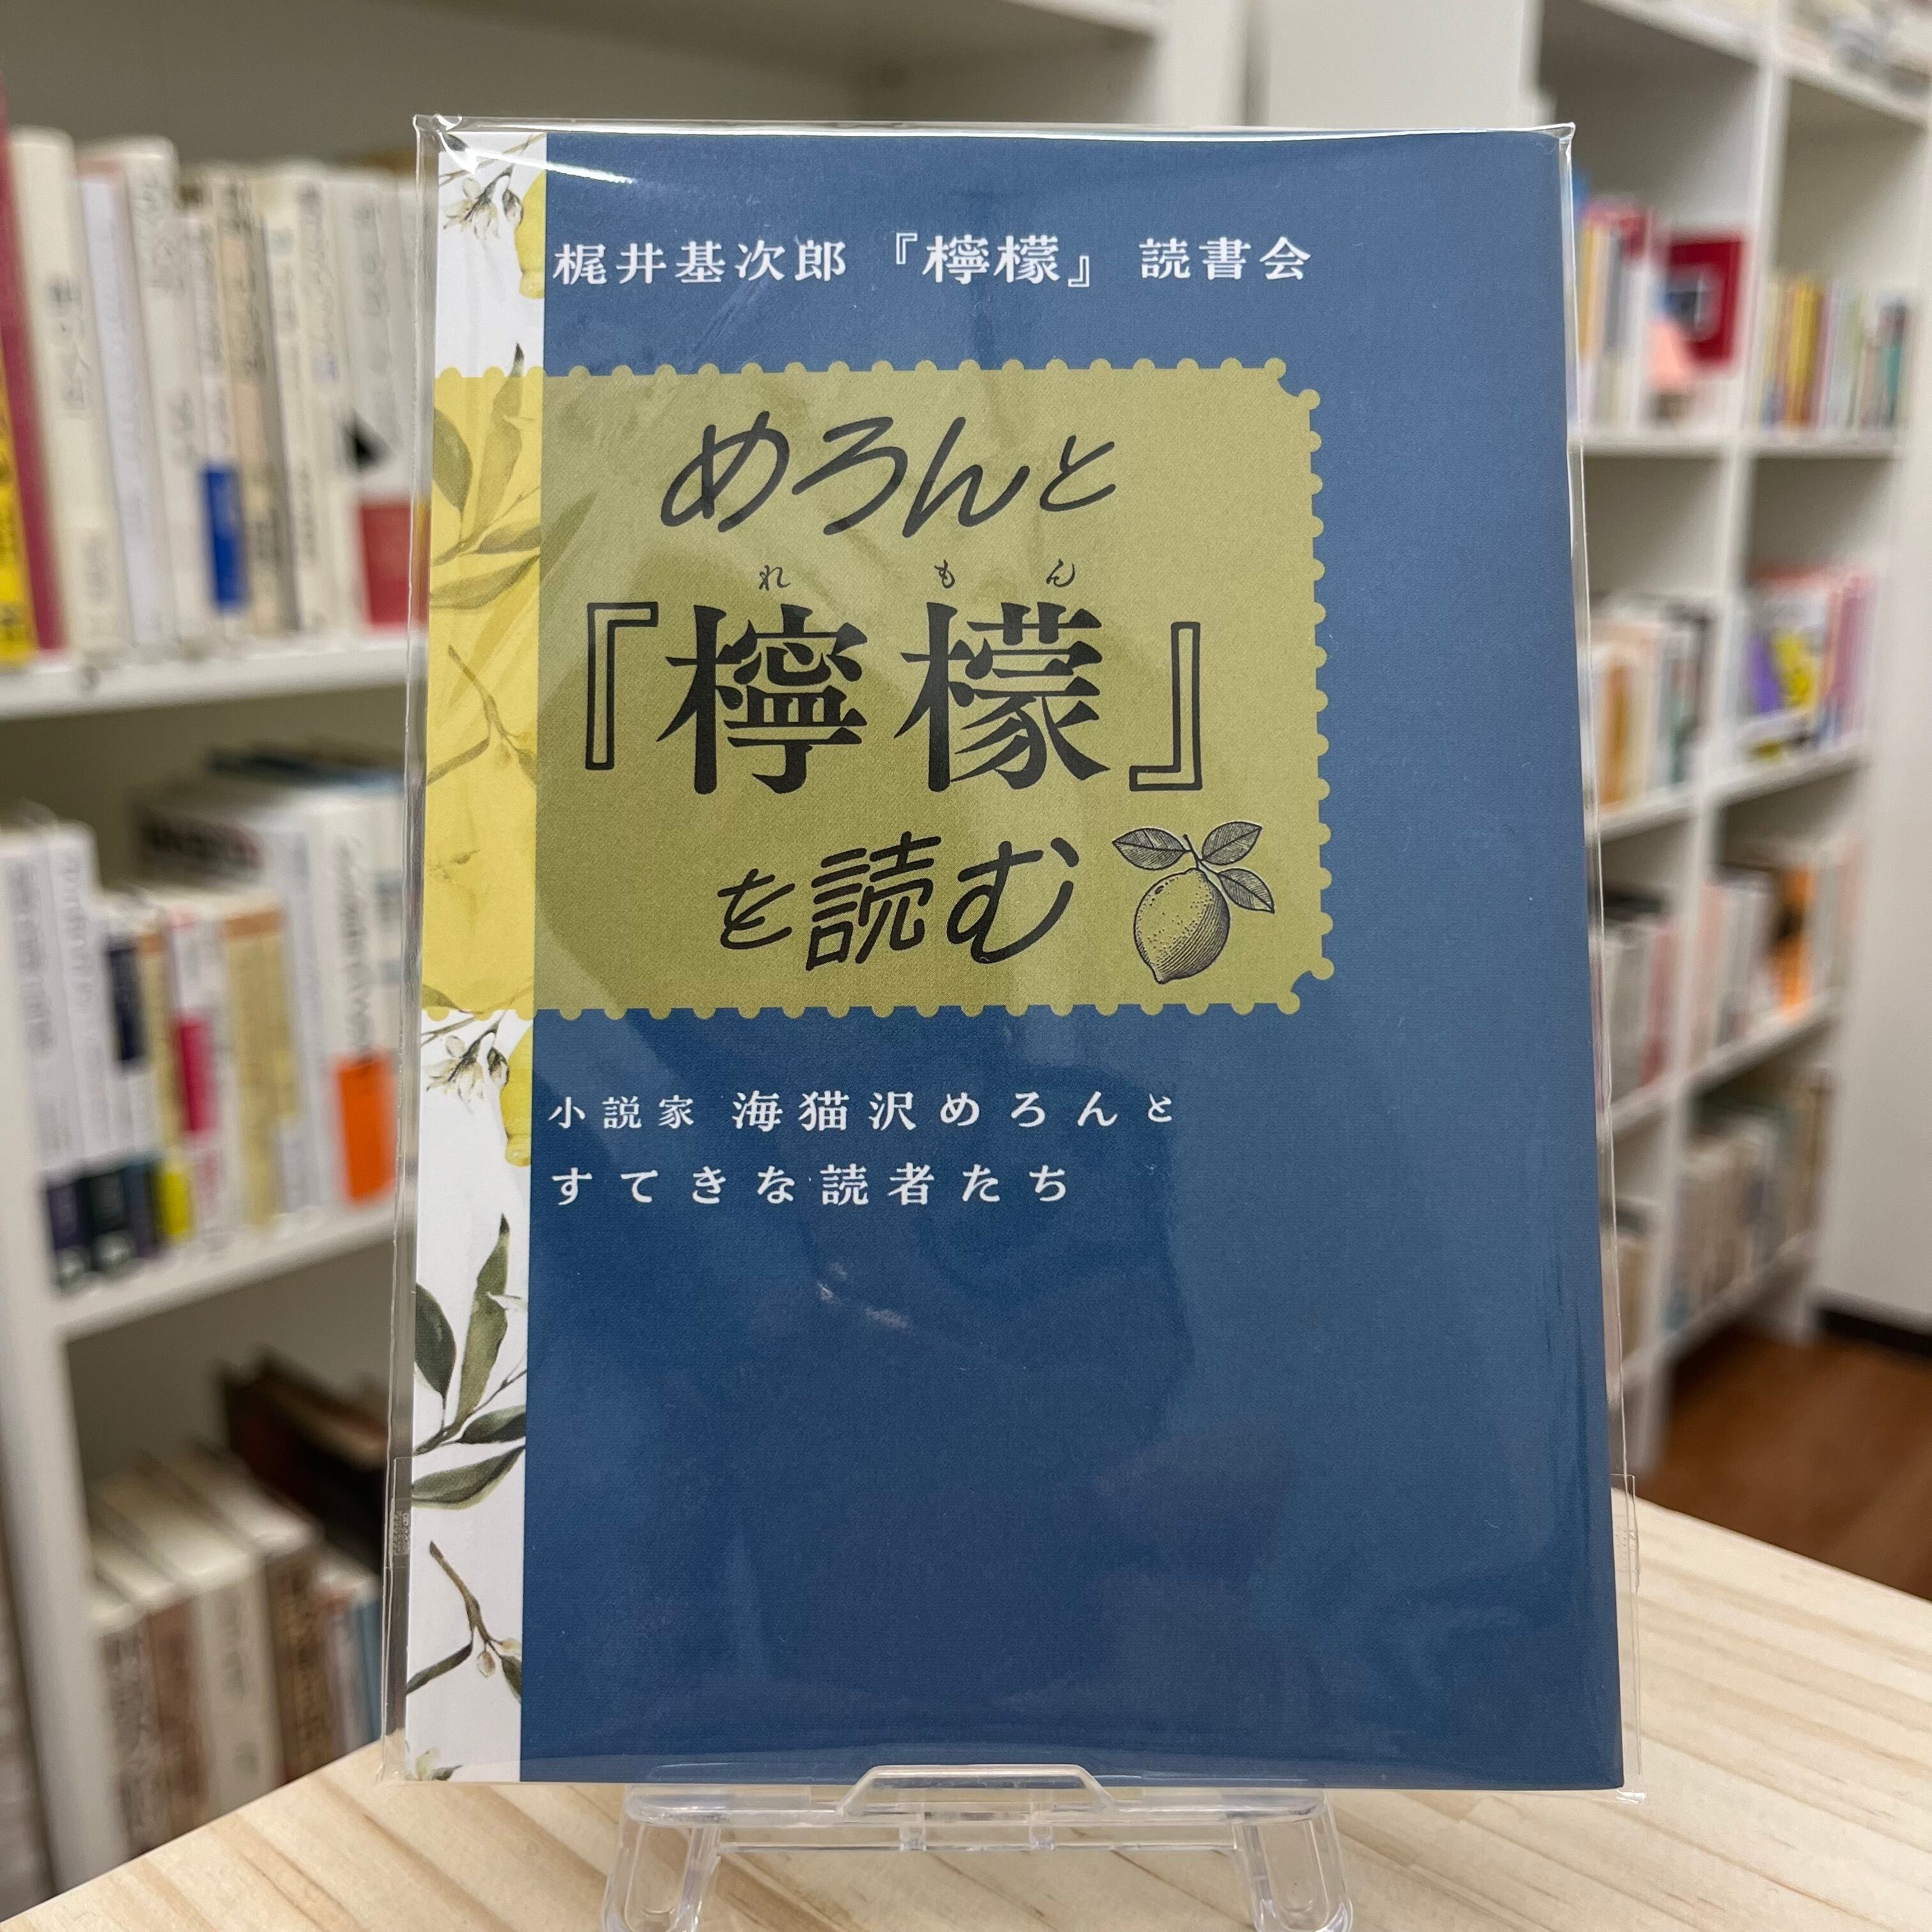 梶井基次郎 『檸檬』 読書会
めろんと
れもん
『檸檬』
を読む
小説家 海猫沢めろんと
すてきな読者たち